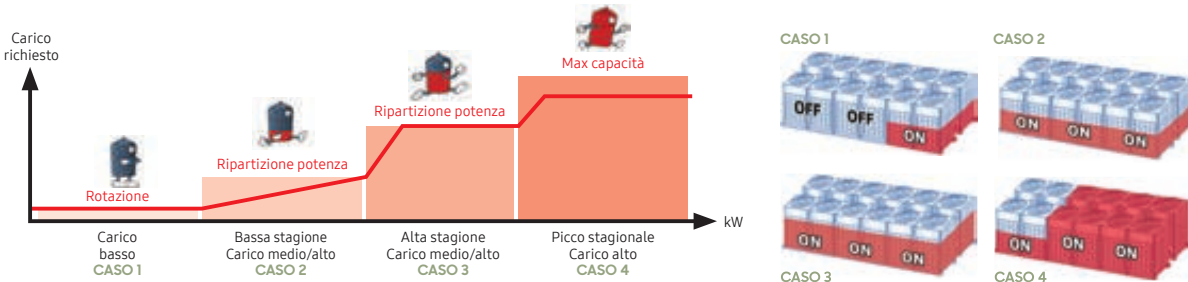 Carico
richiesto
Rotazione
Ripartizione potenza
Ripartizione potenza
Max capacità
kW
Carico
basso
CASO 1
Bassa stagione
Carico medio/alto
CASO 2
Alta stagione
Carico medio/alto
CASO 3
Picco stagionale
Carico alto
CASO 4
CASO 1
OFF
OFF
ON
CASO 2
ON
ON
ON
ON
ON
ON
CASO 3
ON
ON
ON
CASO 4